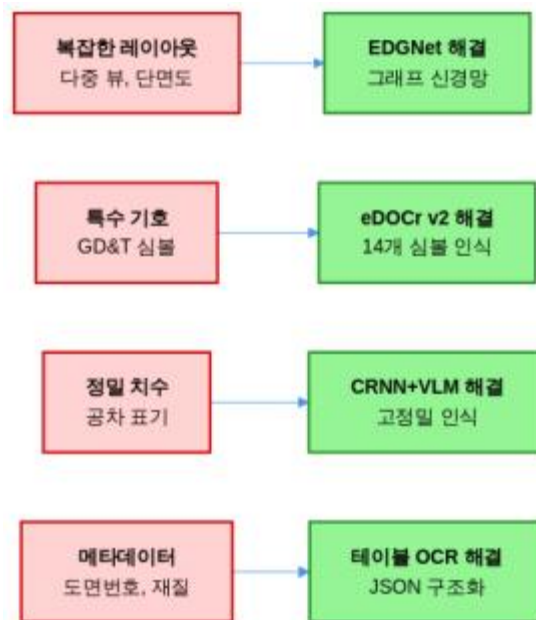 복잡한 레이아웃
다중 뷰, 단면도
EDGNet 해결
그래프 신경망
특수 기호
GD&T 심볼
eDOCr v2 해결
14개 심볼 인식
정밀 치수
공차 표기
CRNN+VLM 해결
고정밀 인식
메타데이터
도면번호, 재질
테이블 OCR 해결
JSON 구조화